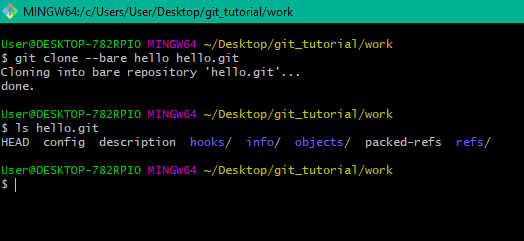 MINGW64:/c/Users/User/Desktop/git_tutorial/work
User@DESKTOP-782RPIO MINGW64 ~/Desktop/git_tutorial/work
$ git clone --bare hello hello.git
Cloning into bare repository 'hello.git'...
done.
User@DESKTOP-782RPIO MINGW64 ~/Desktop/git_tutorial/work
$ ls hello.git
HEAD  config  description  hooks/  info/  objects/  packed-refs  refs/
User@DESKTOP-782RPIO MINGW64 ~/Desktop/git_tutorial/work
$